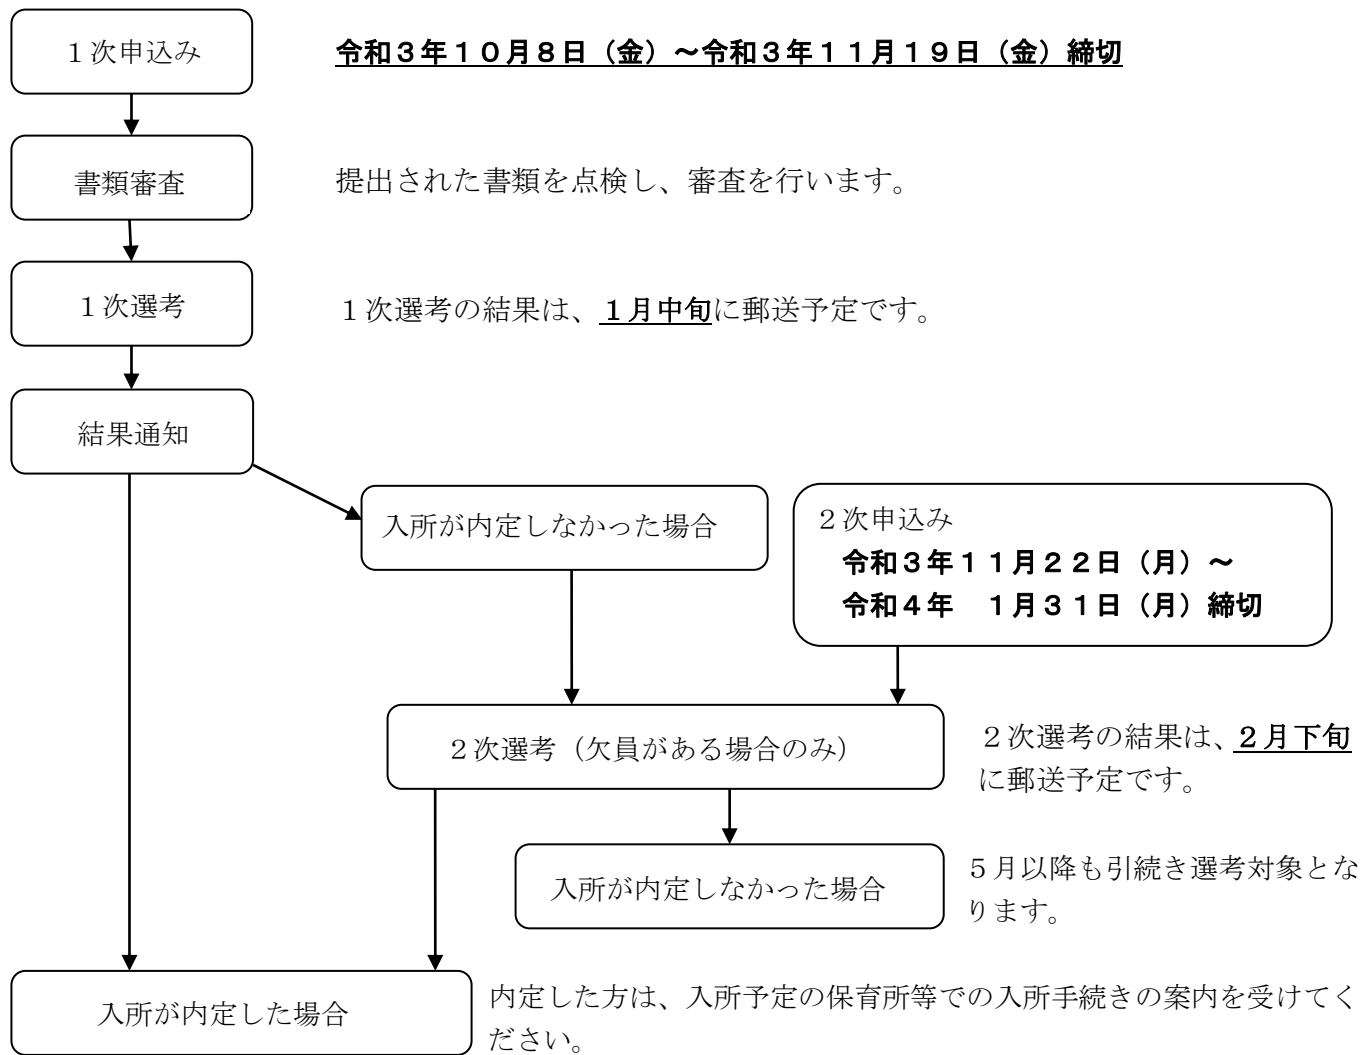 １次申込み
令和３年１０月８日（金）～令和３年１１月１９日（金）締切
書類審査
提出された書類を点検し、審査を行います。
１次選考
１次選考の結果は、１月中旬に郵送予定です。
結果通知
入所が内定しなかった場合
２次申込み
令和３年１１月２２日（月）～
令和４年　１月３１日（月）締切
２次選考（欠員がある場合のみ）
２次選考の結果は、２月下旬
に郵送予定です。
入所が内定しなかった場合
５月以降も引続き選考対象とな
ります。
入所が内定した場合
内定した方は、入所予定の保育所等での入所手続きの案内を受けてく
ださい。